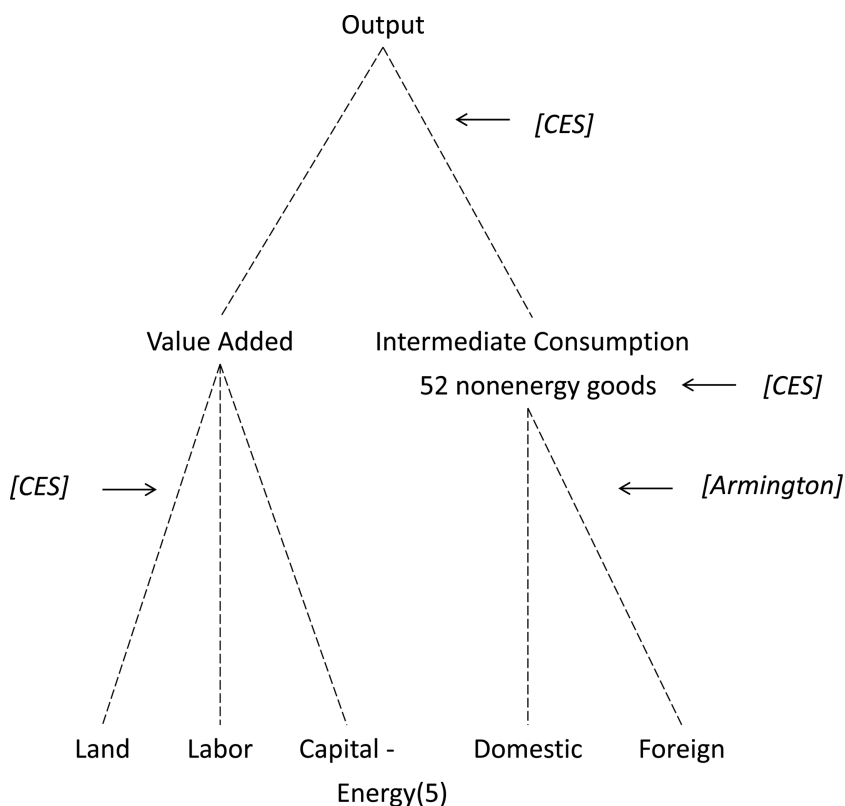 Output
[CES]
Value Added
Intermediate Consumption
52 nonenergy goods
[CES]
[CES]
[Armington]
Land
Labor
Capital -
Energy(5)
Domestic
Foreign